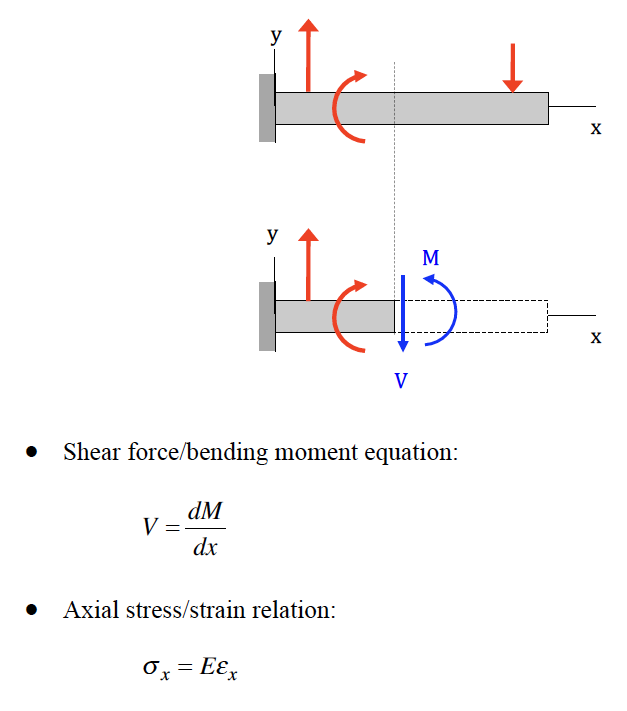 y
x
y
M
x
V
● Shear force/bending moment equation:
V = dM/dx
● Axial stress/strain relation:
σₓ = Eεₓ